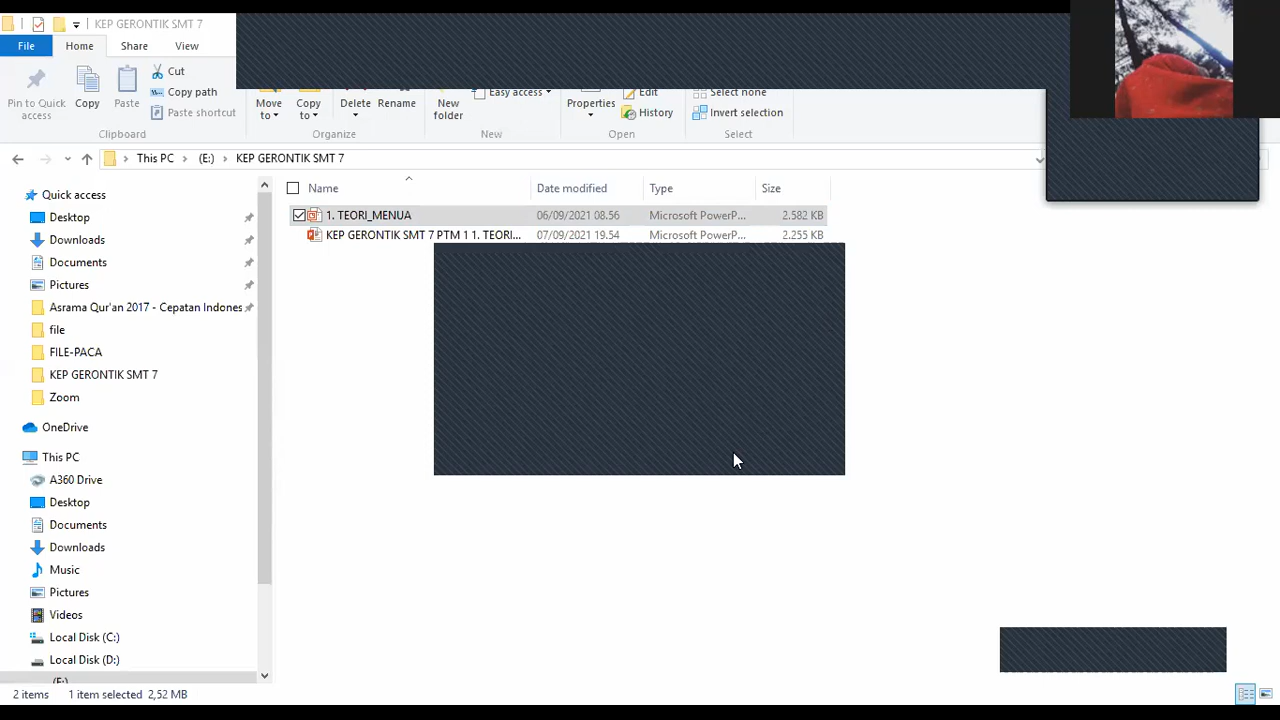 KEP GERONTIK SMT 7
File Home Share View
Pin to Quick access
Copy
Paste
Cut
Copy path
Paste shortcut
Move to
Copy to
Delete
Rename
New folder
Easy access
Properties
Edit
History
Select none
Invert selection
Clipboard Organize New Open Select
This PC (E:) KEP GERONTIK SMT 7
Name Date modified Type Size
1. TEORI_MENUA 06/09/2021 08.56 Microsoft PowerP... 2.582 KB
KEP GERONTIK SMT 7 PTM 1 1. TEORI... 07/09/2021 19.54 Microsoft PowerP... 2.255 KB
Quick access
Desktop
Downloads
Documents
Pictures
Asrama Qur'an 2017 - Cepatan Indones
file
FILE-PACA
KEP GERONTIK SMT 7
Zoom
OneDrive
This PC
A360 Drive
Desktop
Documents
Downloads
Music
Pictures
Videos
Local Disk (C:)
Local Disk (D:)
(E:)
2 items 1 item selected 2,52 MB